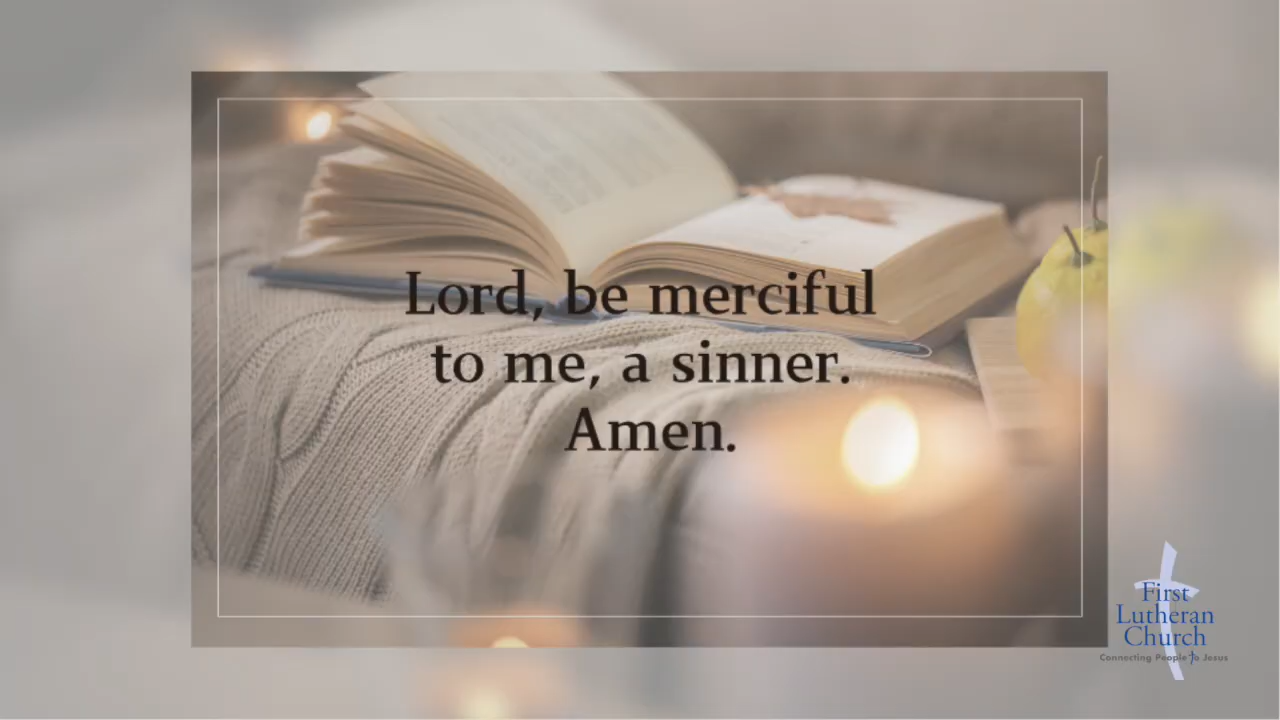 Lord, be merciful
to me, a sinner.
Amen.
First
Lutheran
Church
Connecting People To Jesus